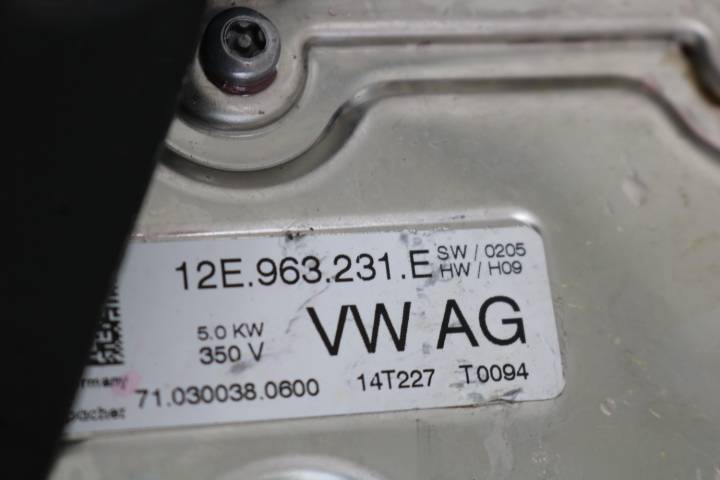 12E.963.231.E SW / 0205
HW / H09
5.0 KW
350 V
VW AG
71.030038.0600 14T227 T0094